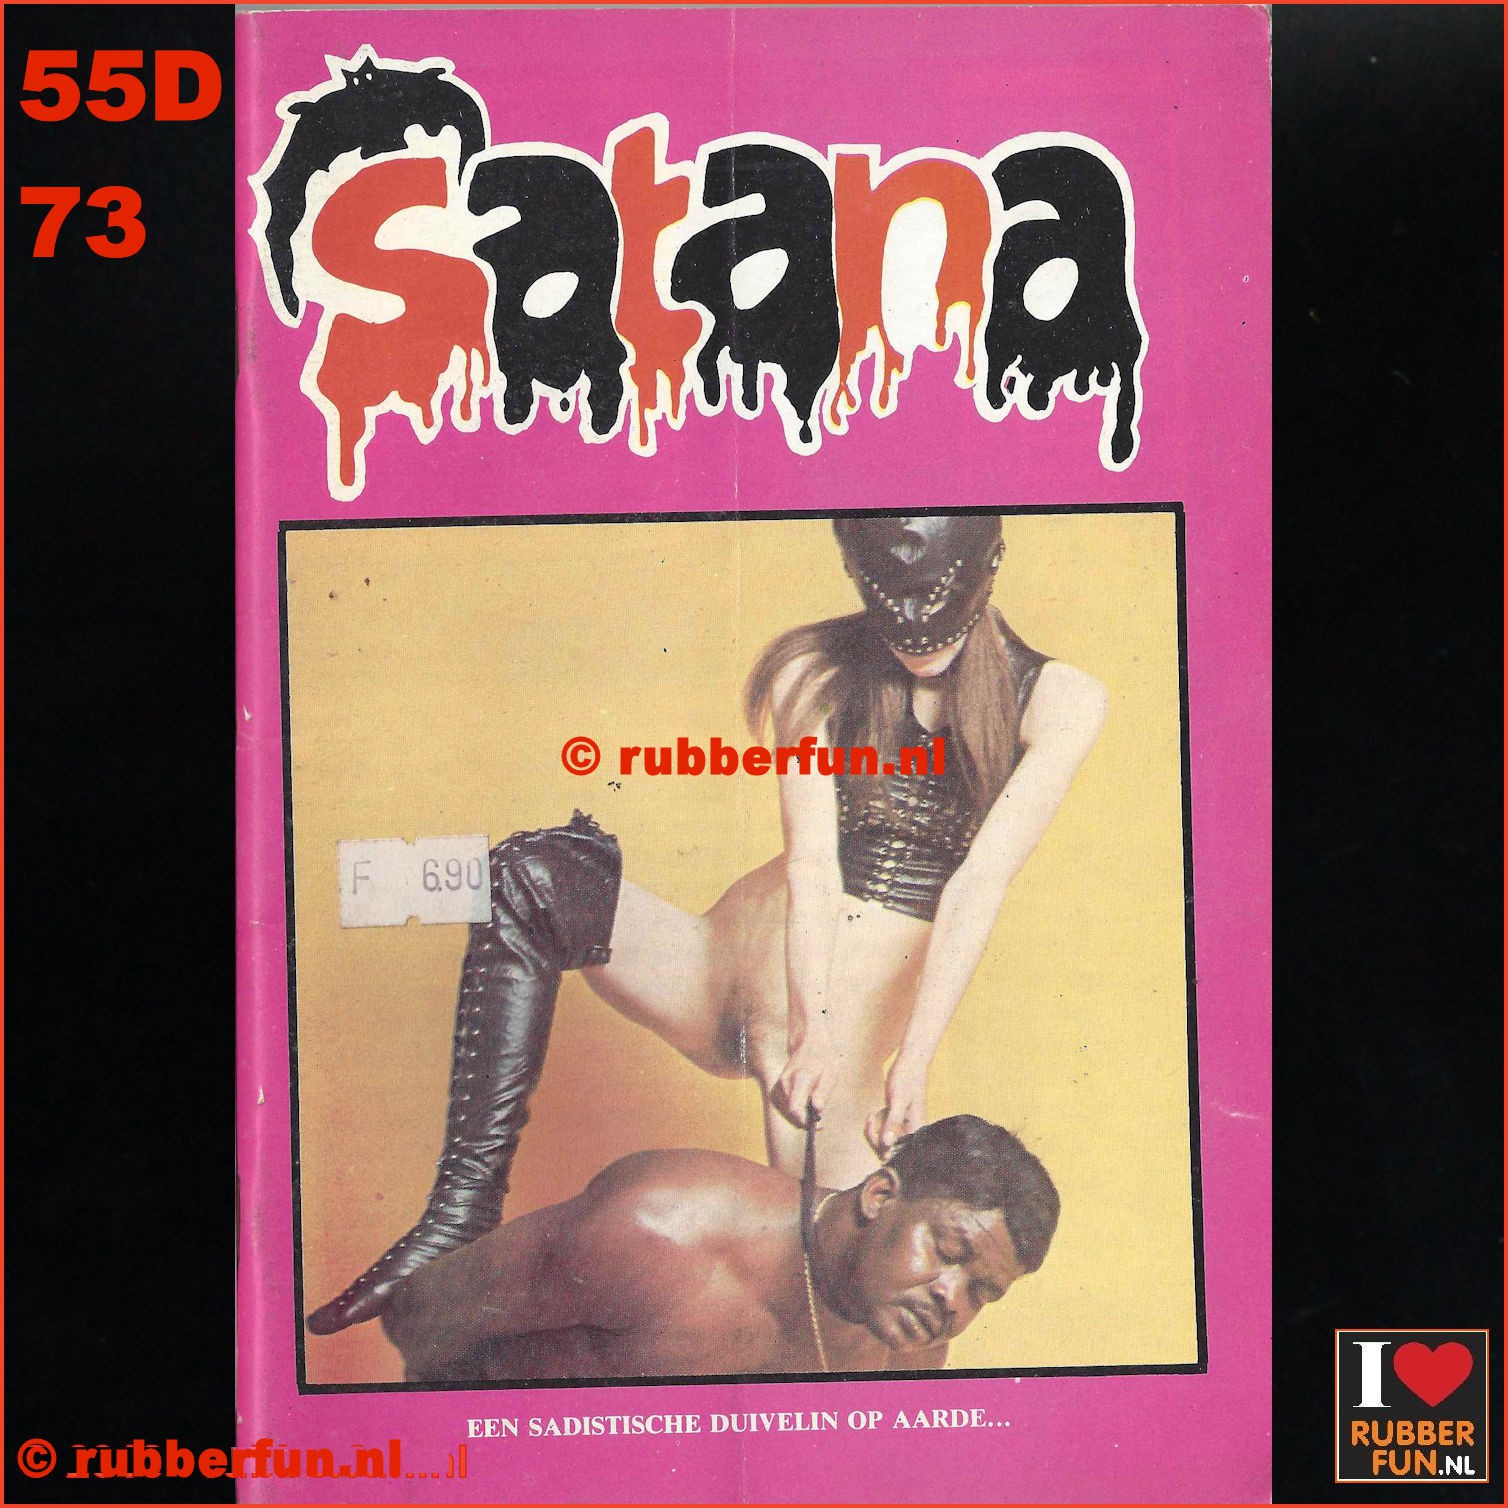 55D
73
Satana
© rubberfun.nl
F 6.90
EEN SADISTISCHE DUIVELIN OP AARDE...
© rubberfun.nl
I
RUBBER
FUN.NL